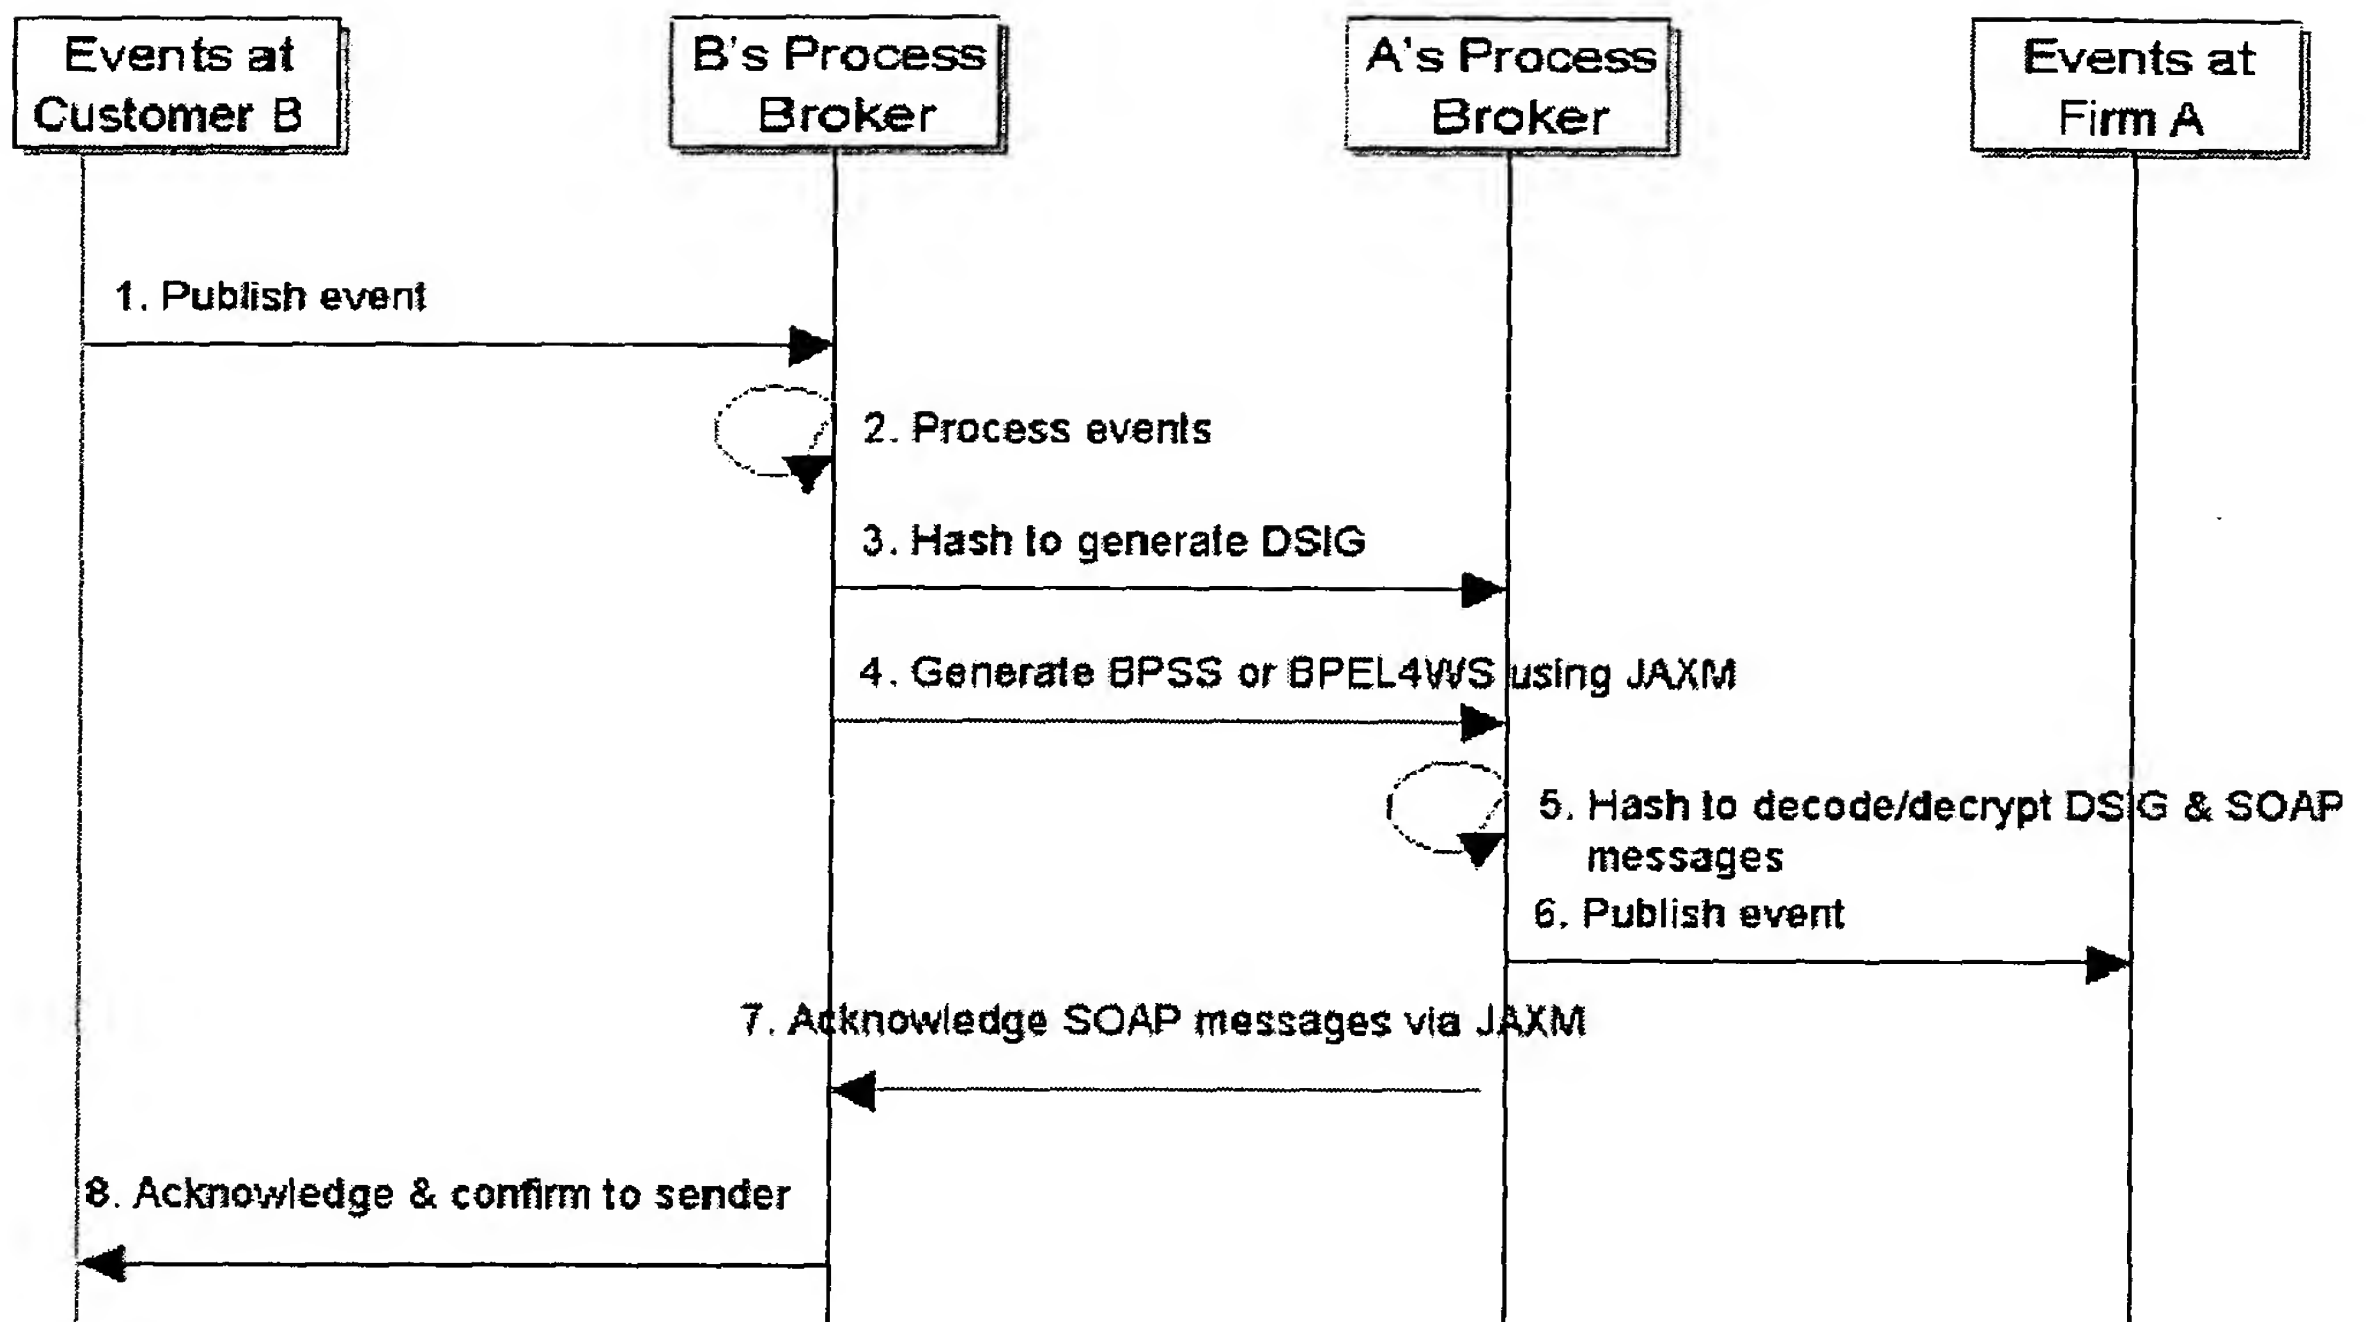 Events at
Customer B
B's Process
Broker
A's Process
Broker
Events at
Firm A
1. Publish event
2. Process events
3. Hash to generate DSIG
4. Generate BPSS or BPEL4WS using JAXM
5. Hash to decode/decrypt DSIG & SOAP
messages
6. Publish event
7. Acknowledge SOAP messages via JAXM
8. Acknowledge & confirm to sender